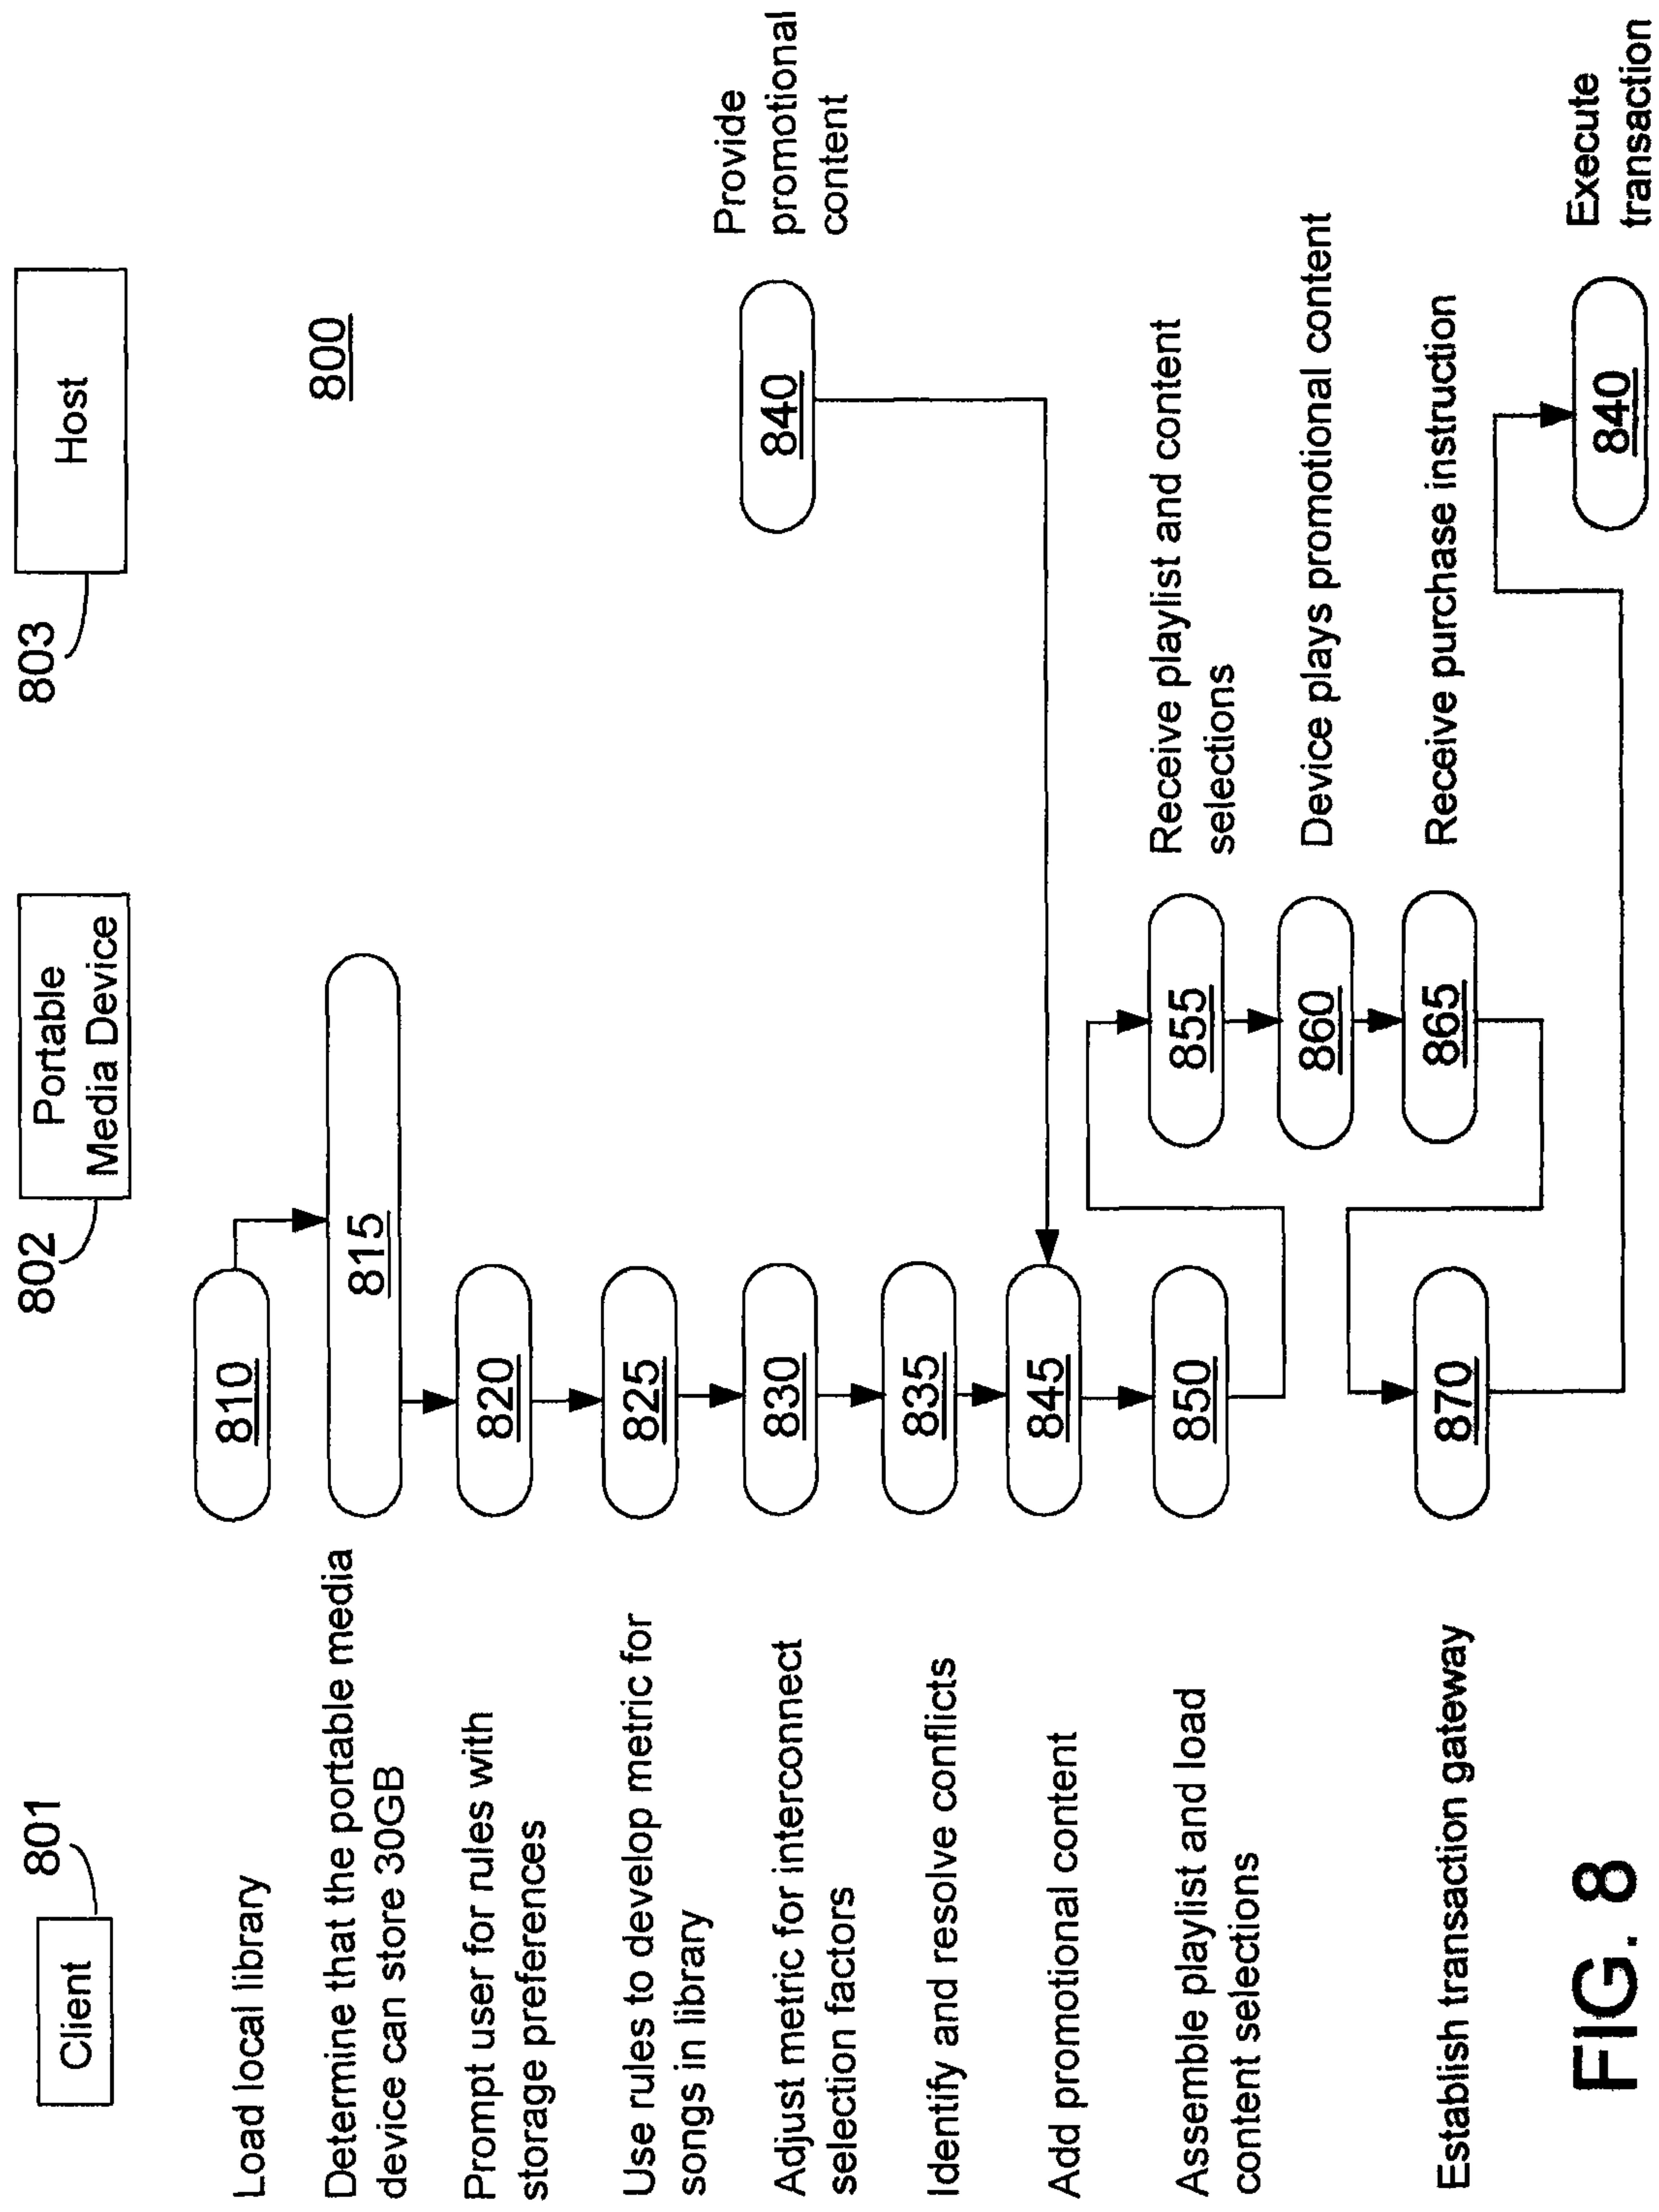 Client
801
Portable
Media Device
802
Host
803
800
Load local library
810
Determine that the portable media
device can store 30GB
815
Prompt user for rules with
storage preferences
820
Use rules to develop metric for
songs in library
825
Adjust metric for interconnect
selection factors
830
840
Provide
promotional
content
Identify and resolve conflicts
835
Add promotional content
845
Assemble playlist and load
content selections
850
855
Receive playlist and content
selections
860
Device plays promotional content
865
Receive purchase instruction
Establish transaction gateway
870
840
Execute
transaction
FIG. 8